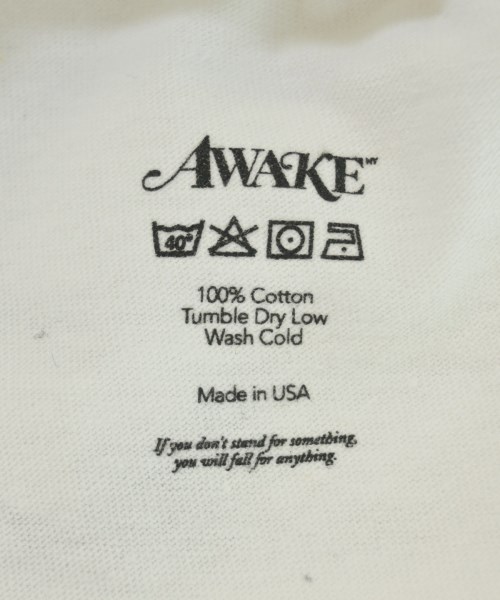 AWAKE NY
40°
100% Cotton
Tumble Dry Low
Wash Cold
Made in USA
If you don't stand for something,
you will fall for anything.